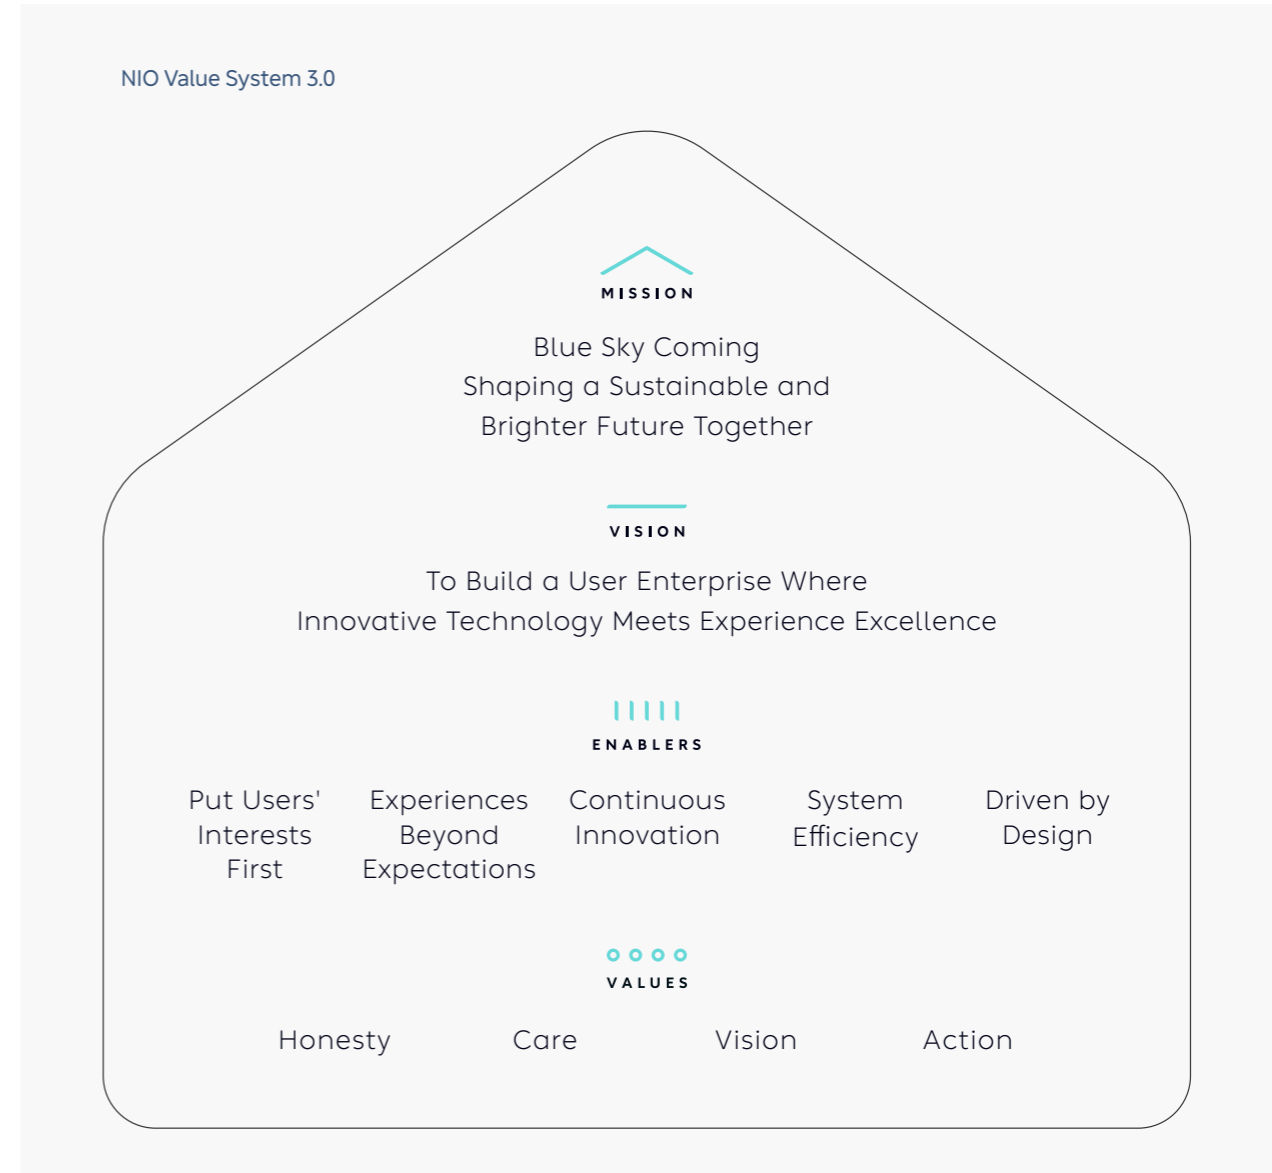 NIO Value System 3.0
MISSION
Blue Sky Coming
Shaping a Sustainable and
Brighter Future Together
VISION
To Build a User Enterprise Where
Innovative Technology Meets Experience Excellence
ENABLERS
Put Users'
Interests
First
Experiences
Beyond
Expectations
Continuous
Innovation
System
Efficiency
Driven by
Design
VALUES
Honesty
Care
Vision
Action